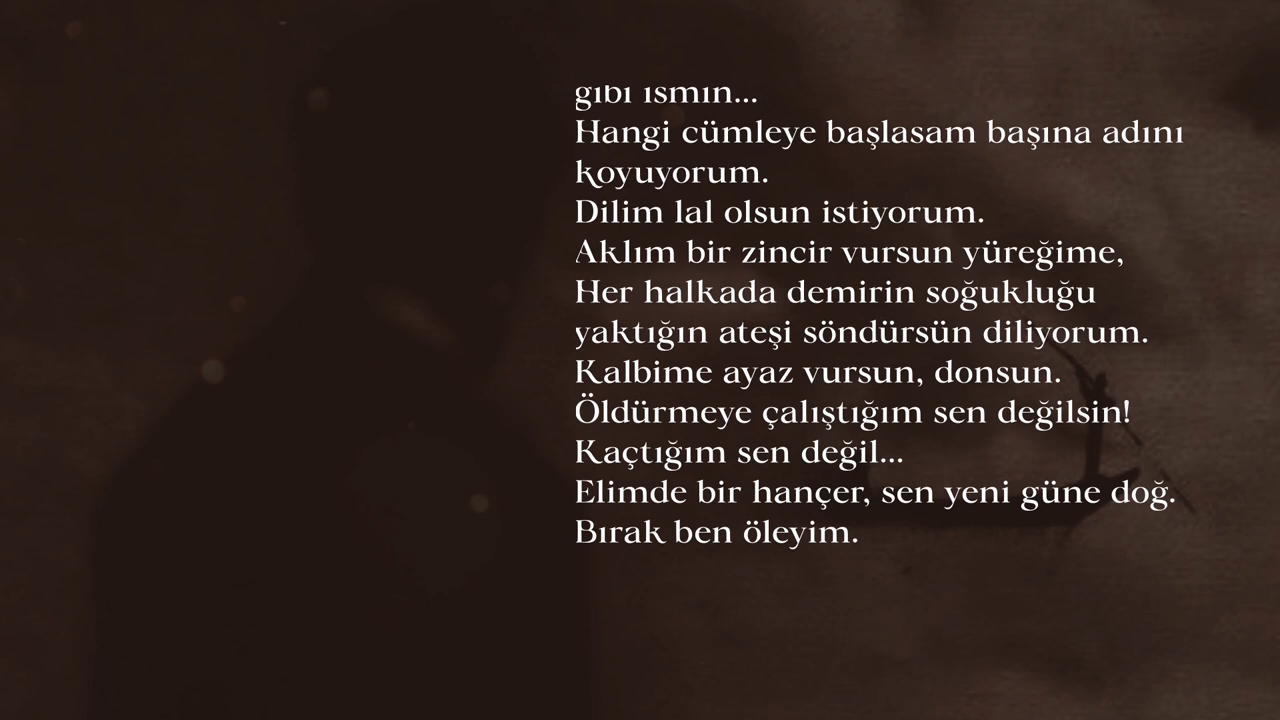 gibi ismin...
Hangi cümleye başlasam başına adını
koyuyorum.
Dilim lal olsun istiyorum.
Aklım bir zincir vursun yüreğime,
Her halkada demirin soğukluğu
yaktığın ateşi söndürsün diliyorum.
Kalbime ayaz vursun, donsun.
Öldürmeye çalıştığım sen değilsin!
Kaçtığım sen değil...
Elimde bir hançer, sen yeni güne doğ.
Bırak ben öleyim.